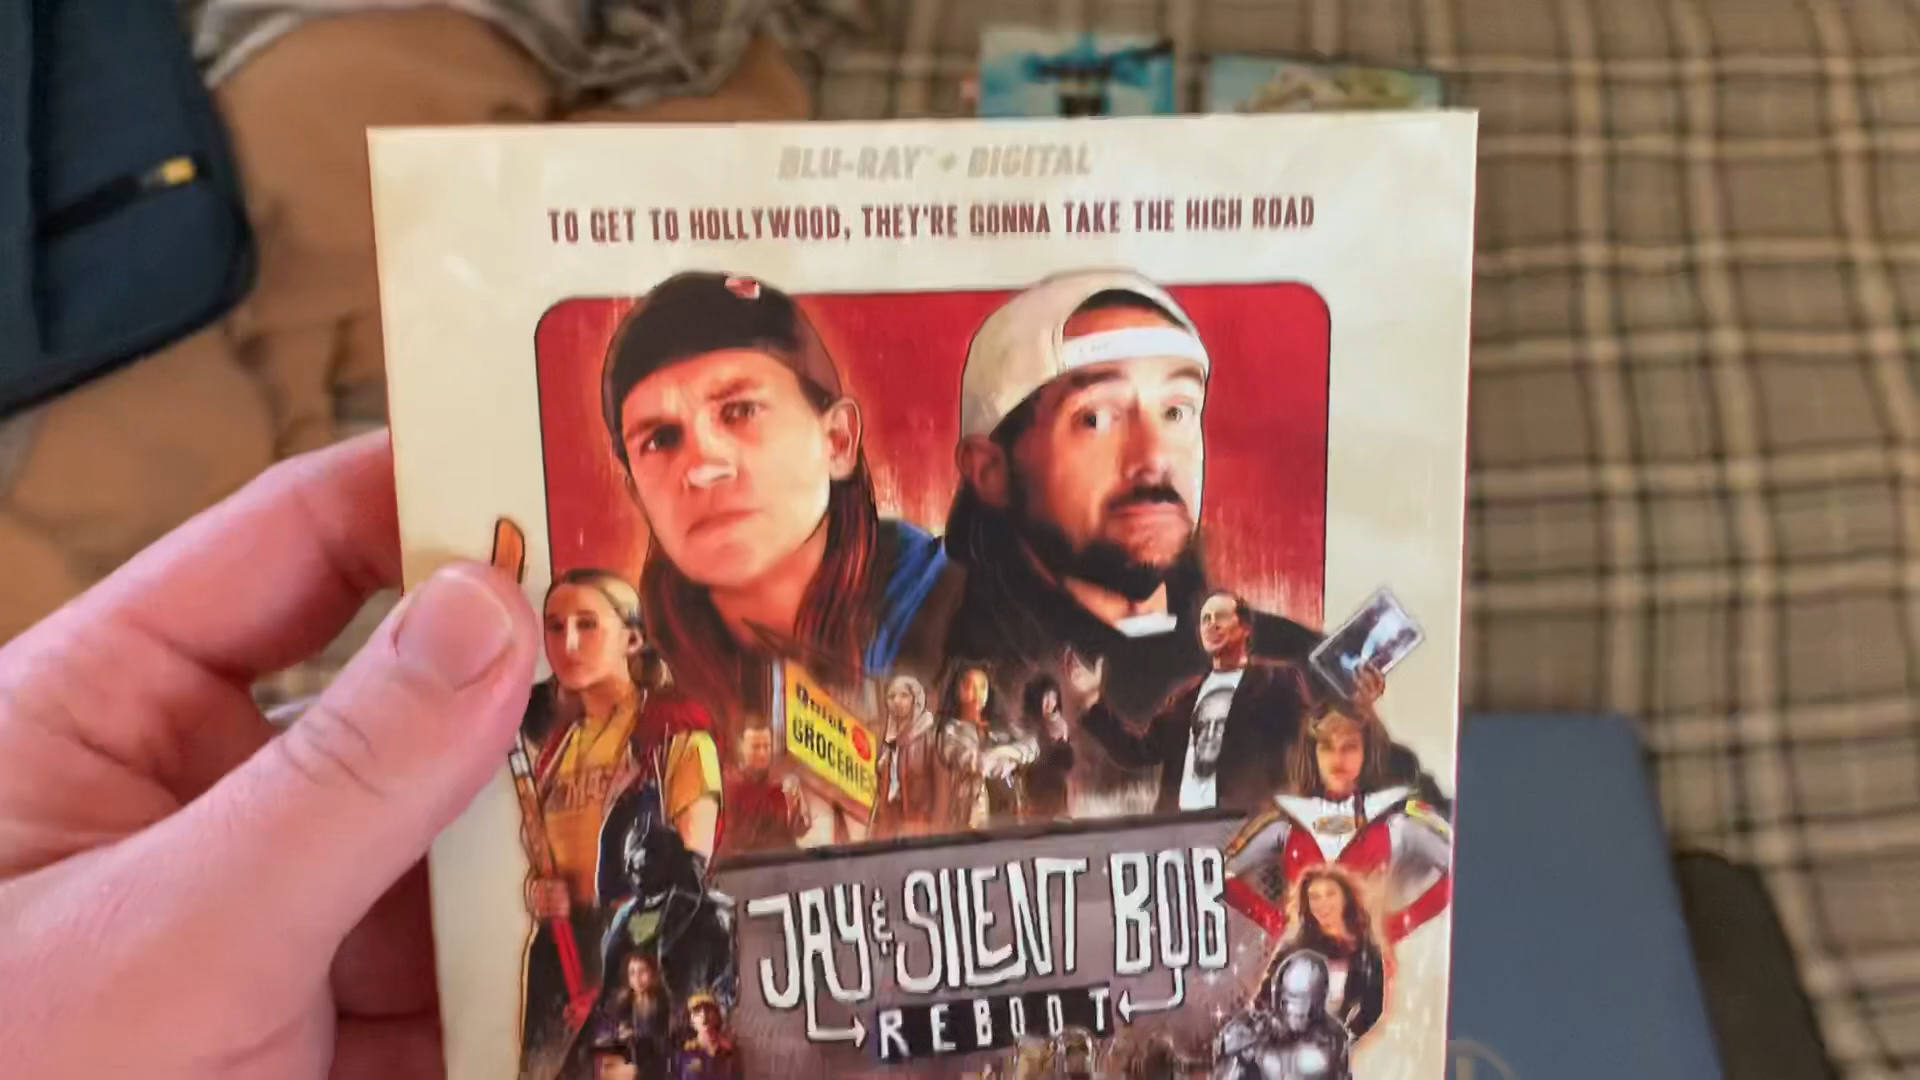 BLU-RAY™ + DIGITAL
TO GET TO HOLLYWOOD, THEY'RE GONNA TAKE THE HIGH ROAD
Quick
GROCERIES
JAY & SILENT BOB
REBOOT